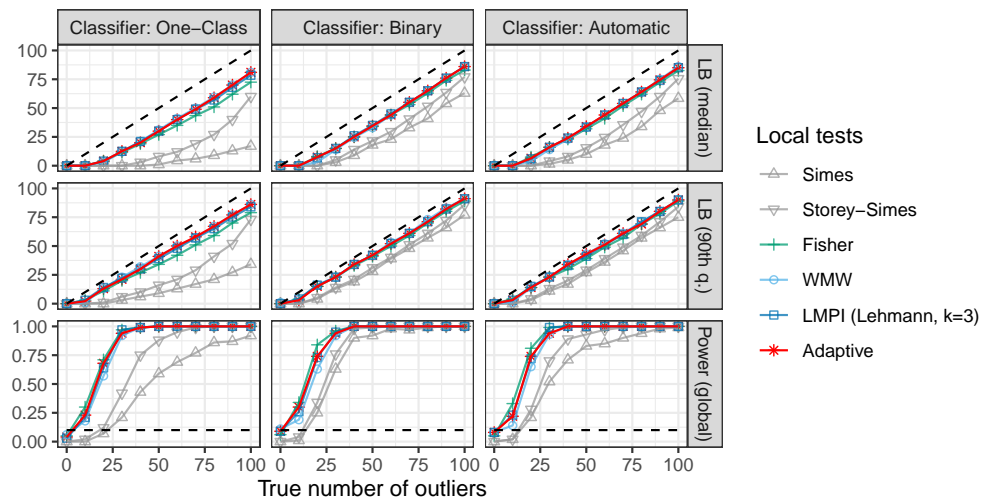 Classifier: One−Class
Classifier: Binary
Classifier: Automatic
100
75
50
25
0
LB (median)
100
75
50
25
0
LB (90th q.)
1.00
0.75
0.50
0.25
0.00
Power (global)
0 25 50 75 100
0 25 50 75 100
0 25 50 75 100
True number of outliers
Local tests
Simes
Storey−Simes
Fisher
WMW
LMPI (Lehmann, k=3)
Adaptive